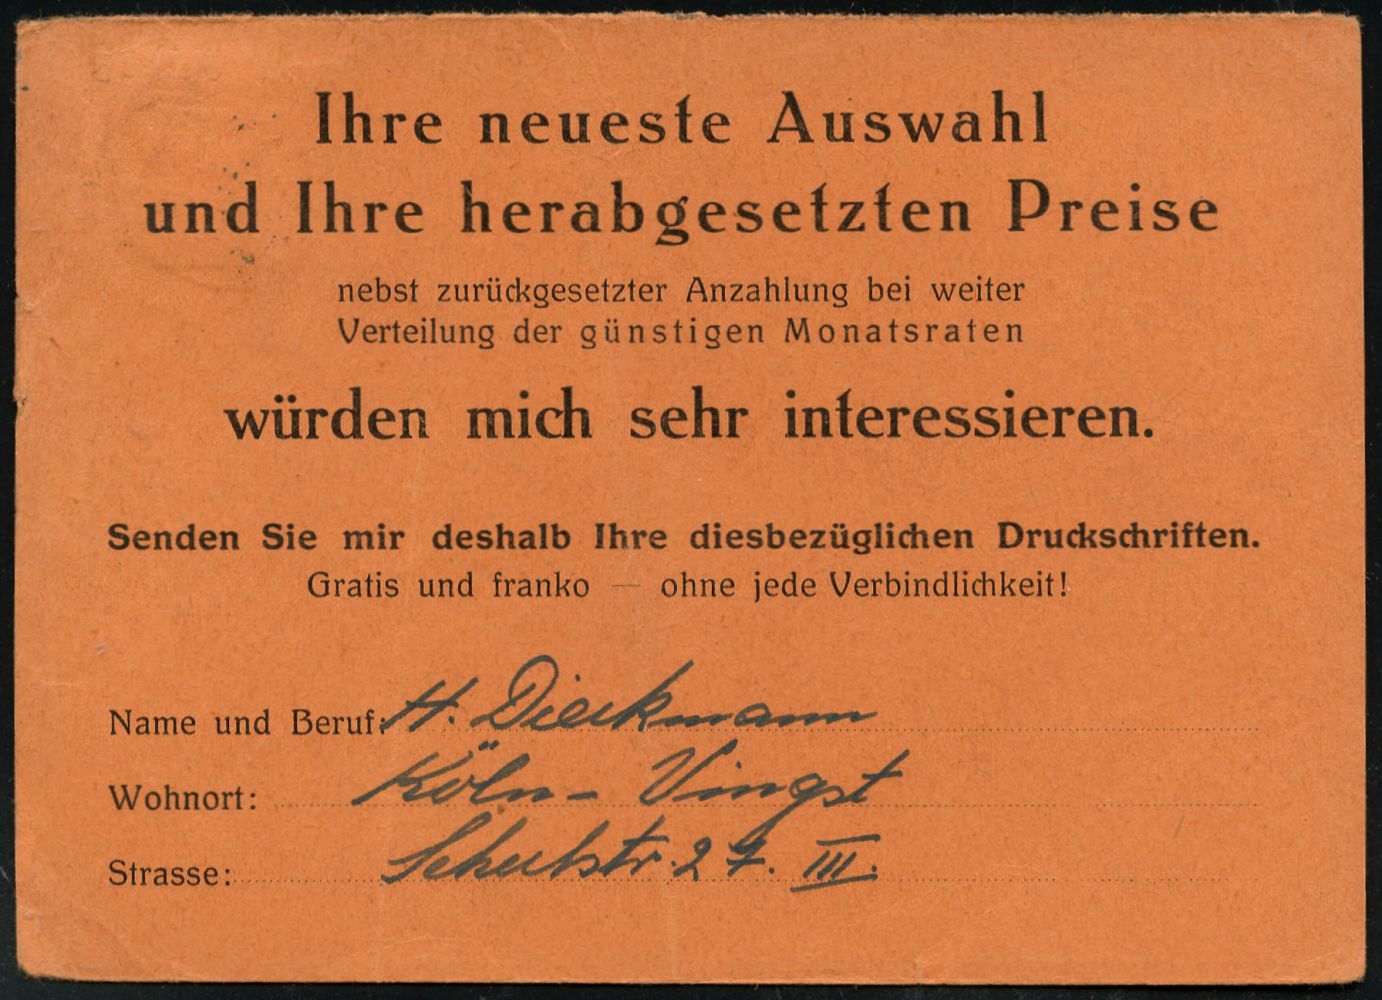 Ihre neueste Auswahl
und Ihre herabgesetzten Preise
nebst zurückgesetzter Anzahlung bei weiter
Verteilung der günstigen Monatsraten
würden mich sehr interessieren.
Senden Sie mir deshalb Ihre diesbezüglichen Druckschriften.
Gratis und franko — ohne jede Verbindlichkeit!
Name und Beruf: H. Dieckmann
Wohnort: Köln - Vingst
Strasse: Schulstr. 27. III.